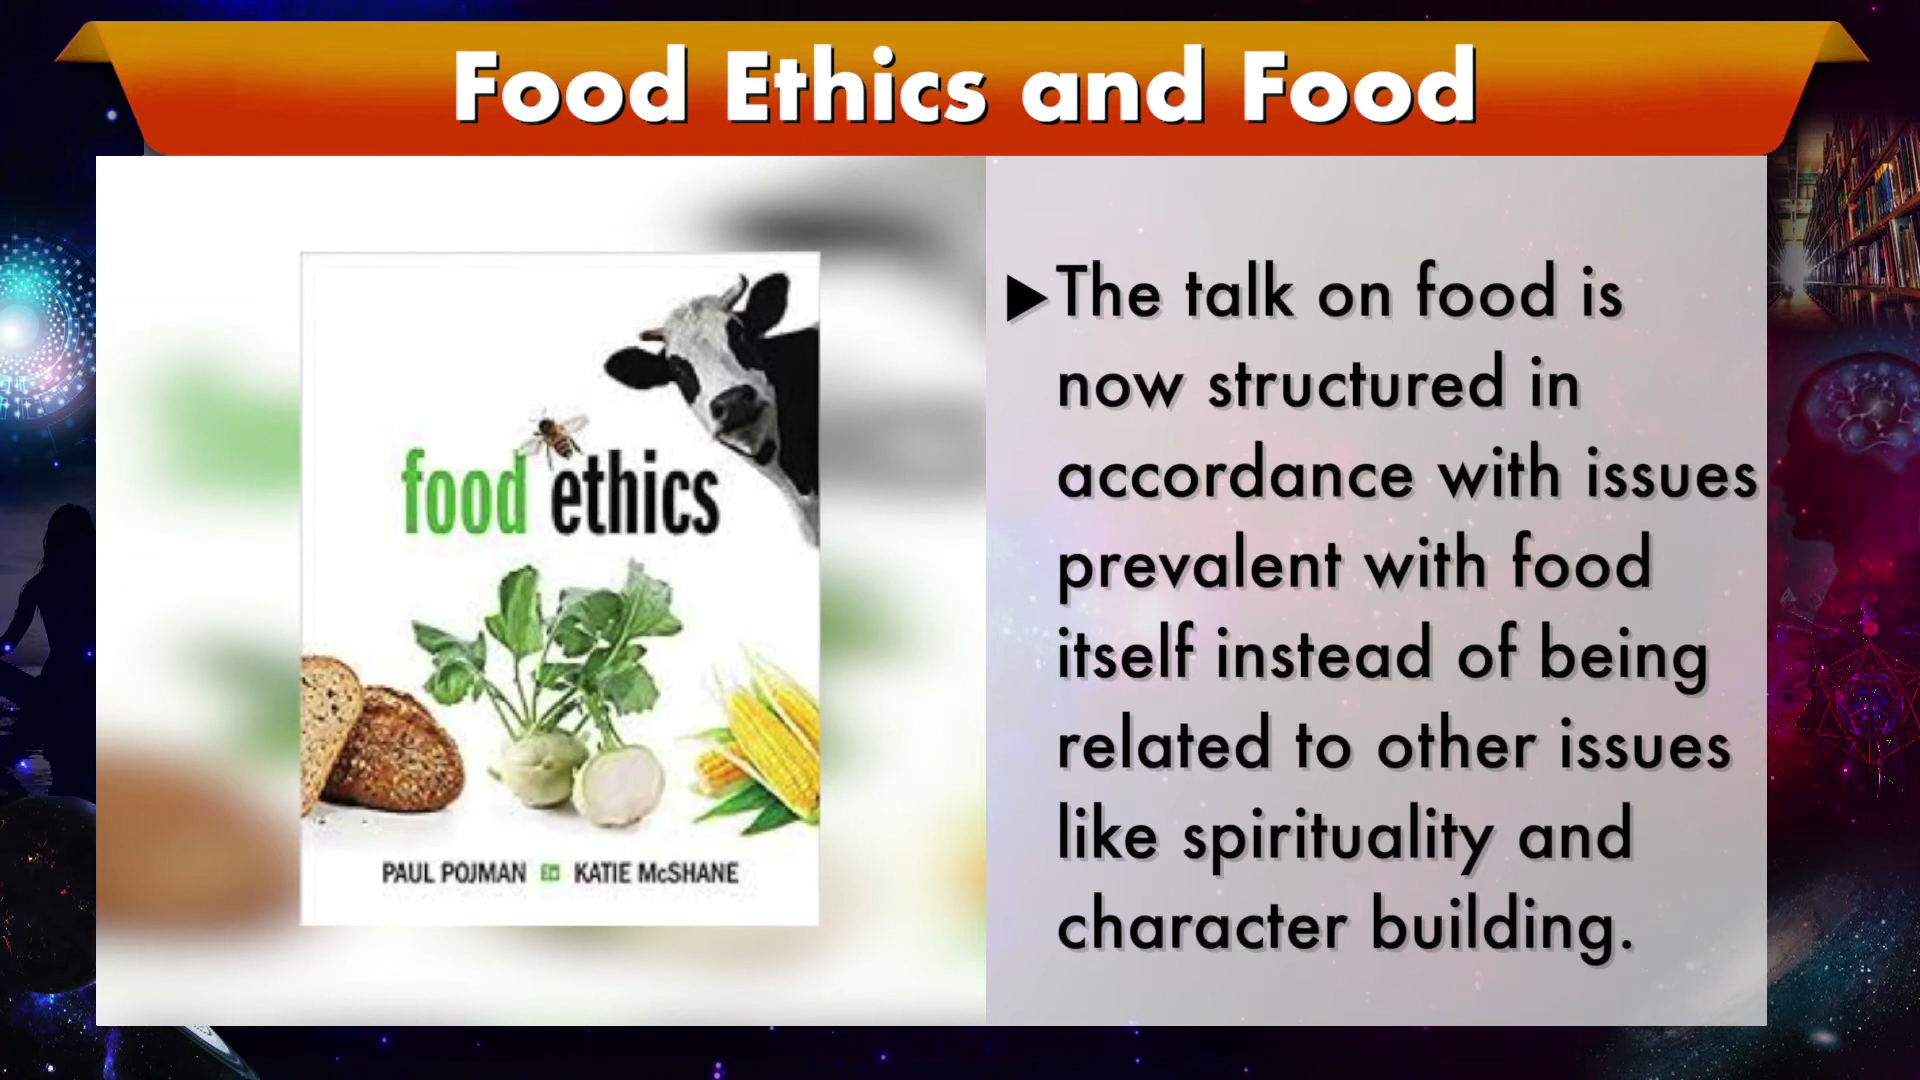 Food Ethics and Food
food ethics
PAUL POJMAN
KATIE McSHANE
▶The talk on food is
now structured in
accordance with issues
prevalent with food
itself instead of being
related to other issues
like spirituality and
character building.